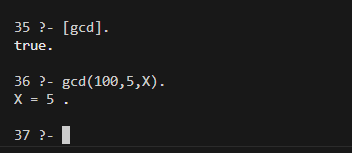 35 ?- [gcd].
true.
36 ?- gcd(100,5,X).
X = 5 .
37 ?-